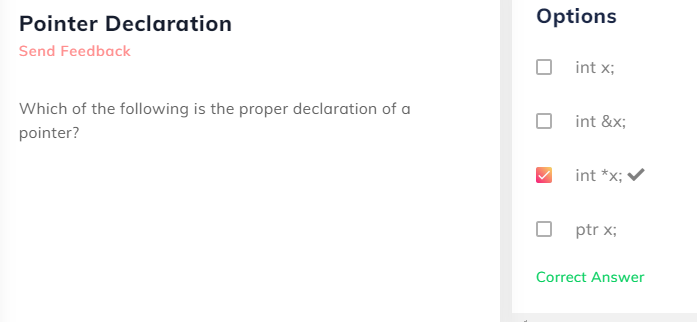 Pointer Declaration
Send Feedback
Which of the following is the proper declaration of a
pointer?
Options
int x;
int &x;
int *x;
ptr x;
Correct Answer